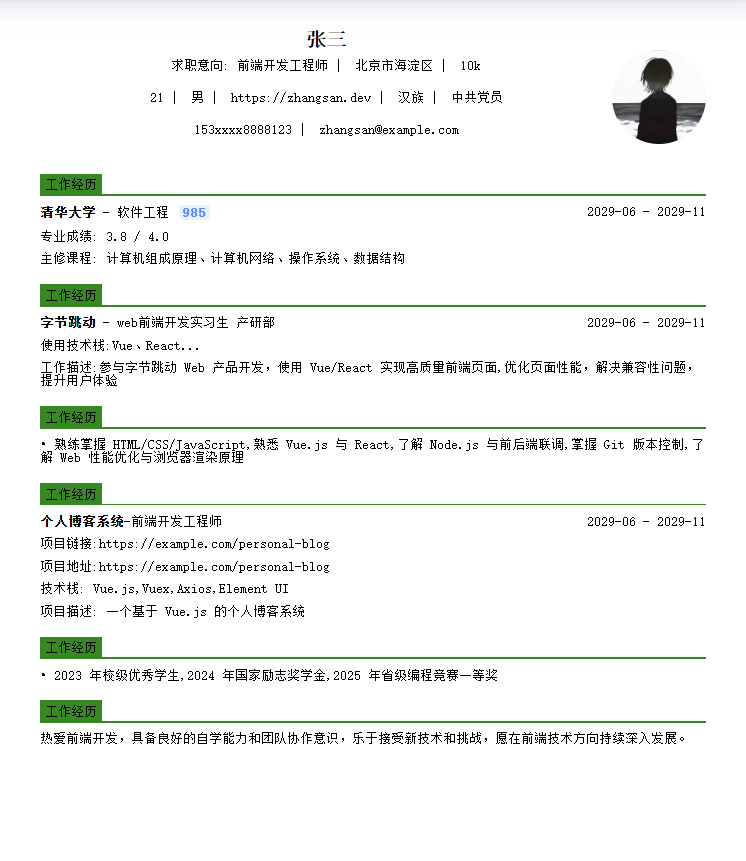 张三
求职意向: 前端开发工程师 | 北京市海淀区 | 10k
21 | 男 | https://zhangsan.dev | 汉族 | 中共党员
153xxxx8888123 | zhangsan@example.com
工作经历
清华大学 - 软件工程 985 2029-06 - 2029-11
专业成绩: 3.8 / 4.0
主修课程: 计算机组成原理、计算机网络、操作系统、数据结构
工作经历
字节跳动 - web前端开发实习生 产研部 2029-06 - 2029-11
使用技术栈:Vue、React...
工作描述:参与字节跳动 Web 产品开发，使用 Vue/React 实现高质量前端页面,优化页面性能，解决兼容性问题，
提升用户体验
工作经历
• 熟练掌握 HTML/CSS/JavaScript,熟悉 Vue.js 与 React,了解 Node.js 与前后端联调,掌握 Git 版本控制,了
解 Web 性能优化与浏览器渲染原理
工作经历
个人博客系统-前端开发工程师 2029-06 - 2029-11
项目链接:https://example.com/personal-blog
项目地址:https://example.com/personal-blog
技术栈: Vue.js,Vuex,Axios,Element UI
项目描述: 一个基于 Vue.js 的个人博客系统
工作经历
• 2023 年校级优秀学生,2024 年国家励志奖学金,2025 年省级编程竞赛一等奖
工作经历
热爱前端开发，具备良好的自学能力和团队协作意识，乐于接受新技术和挑战，愿在前端技术方向持续深入发展。